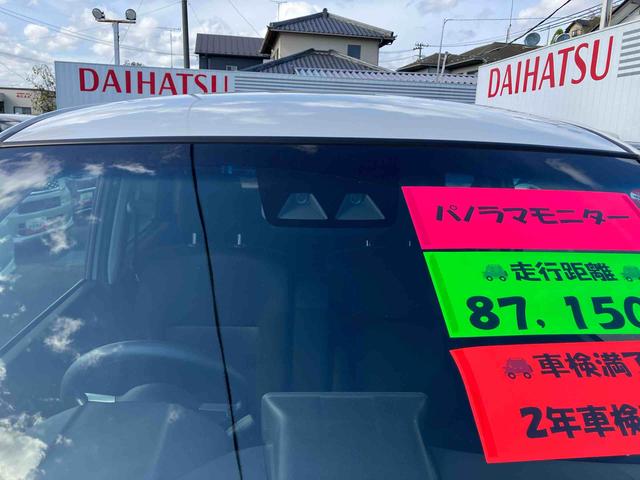 DAIHATSU
DAIHATSU
パノラマモニター
走行距離
87,150
車検満了
2年車検